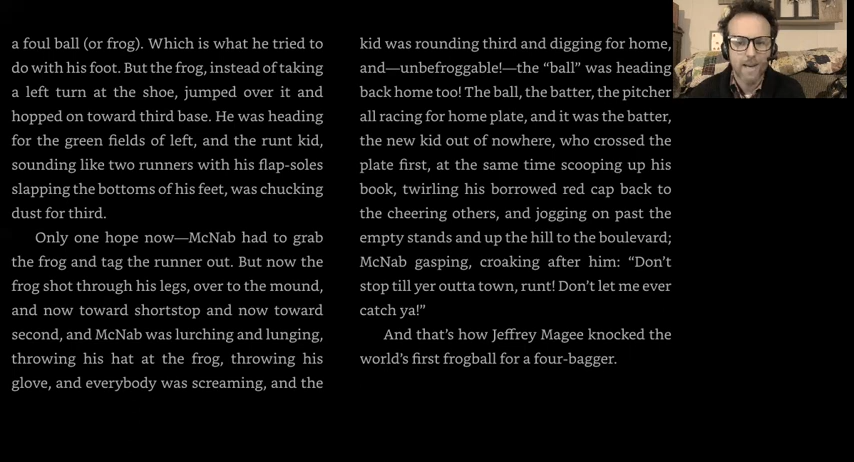 a foul ball (or frog). Which is what he tried to
do with his foot. But the frog, instead of taking
a left turn at the shoe, jumped over it and
hopped on toward third base. He was heading
for the green fields of left, and the runt kid,
sounding like two runners with his flap-soles
slapping the bottoms of his feet, was chucking
dust for third.
Only one hope now—McNab had to grab
the frog and tag the runner out. But now the
frog shot through his legs, over to the mound,
and now toward shortstop and now toward
second, and McNab was lurching and lunging,
throwing his hat at the frog, throwing his
glove, and everybody was screaming, and the
kid was rounding third and digging for home,
and—unbefroggable!—the “ball” was heading
back home too! The ball, the batter, the pitcher
all racing for home plate, and it was the batter,
the new kid out of nowhere, who crossed the
plate first, at the same time scooping up his
book, twirling his borrowed red cap back to
the cheering others, and jogging on past the
empty stands and up the hill to the boulevard;
McNab gasping, croaking after him: “Don’t
stop till yer outta town, runt! Don’t let me ever
catch ya!”
And that’s how Jeffrey Magee knocked the
world’s first frogball for a four-bagger.